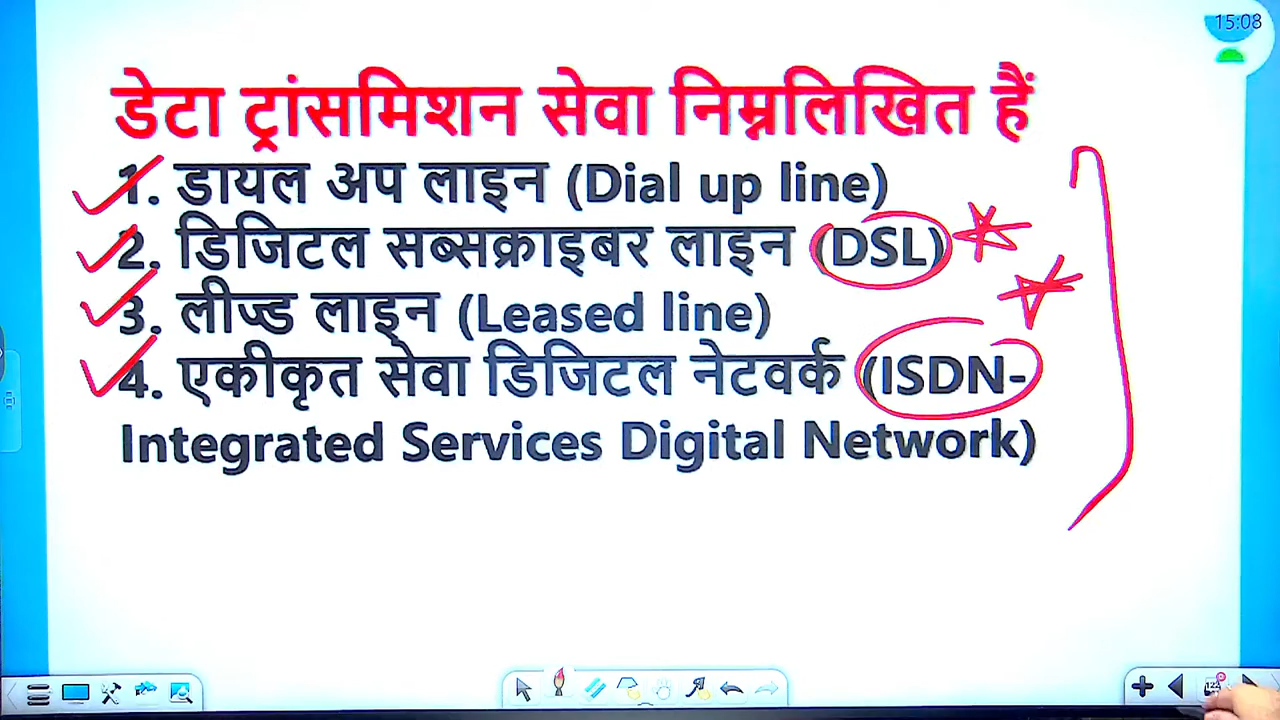 15:08
डेटा ट्रांसमिशन सेवा निम्नलिखित हैं
1. डायल अप लाइन (Dial up line)
2. डिजिटल सब्सक्राइबर लाइन (DSL)
3. लीज्ड लाइन (Leased line)
4. एकीकृत सेवा डिजिटल नेटवर्क (ISDN-
Integrated Services Digital Network)